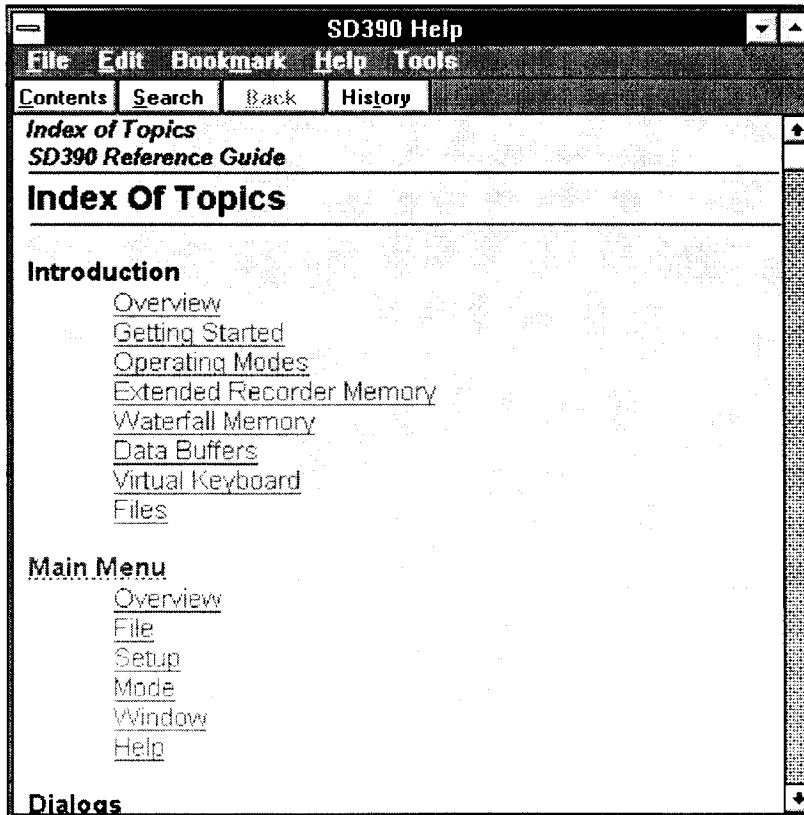 SD390 Help
File Edit Bookmark Help Tools
Contents Search Back History
Index of Topics
SD390 Reference Guide
Index Of Topics
Introduction
Overview
Getting Started
Operating Modes
Extended Recorder Memory
Waterfall Memory
Data Buffers
Virtual Keyboard
Files
Main Menu
Overview
File
Setup
Mode
Window
Help
Dialogs